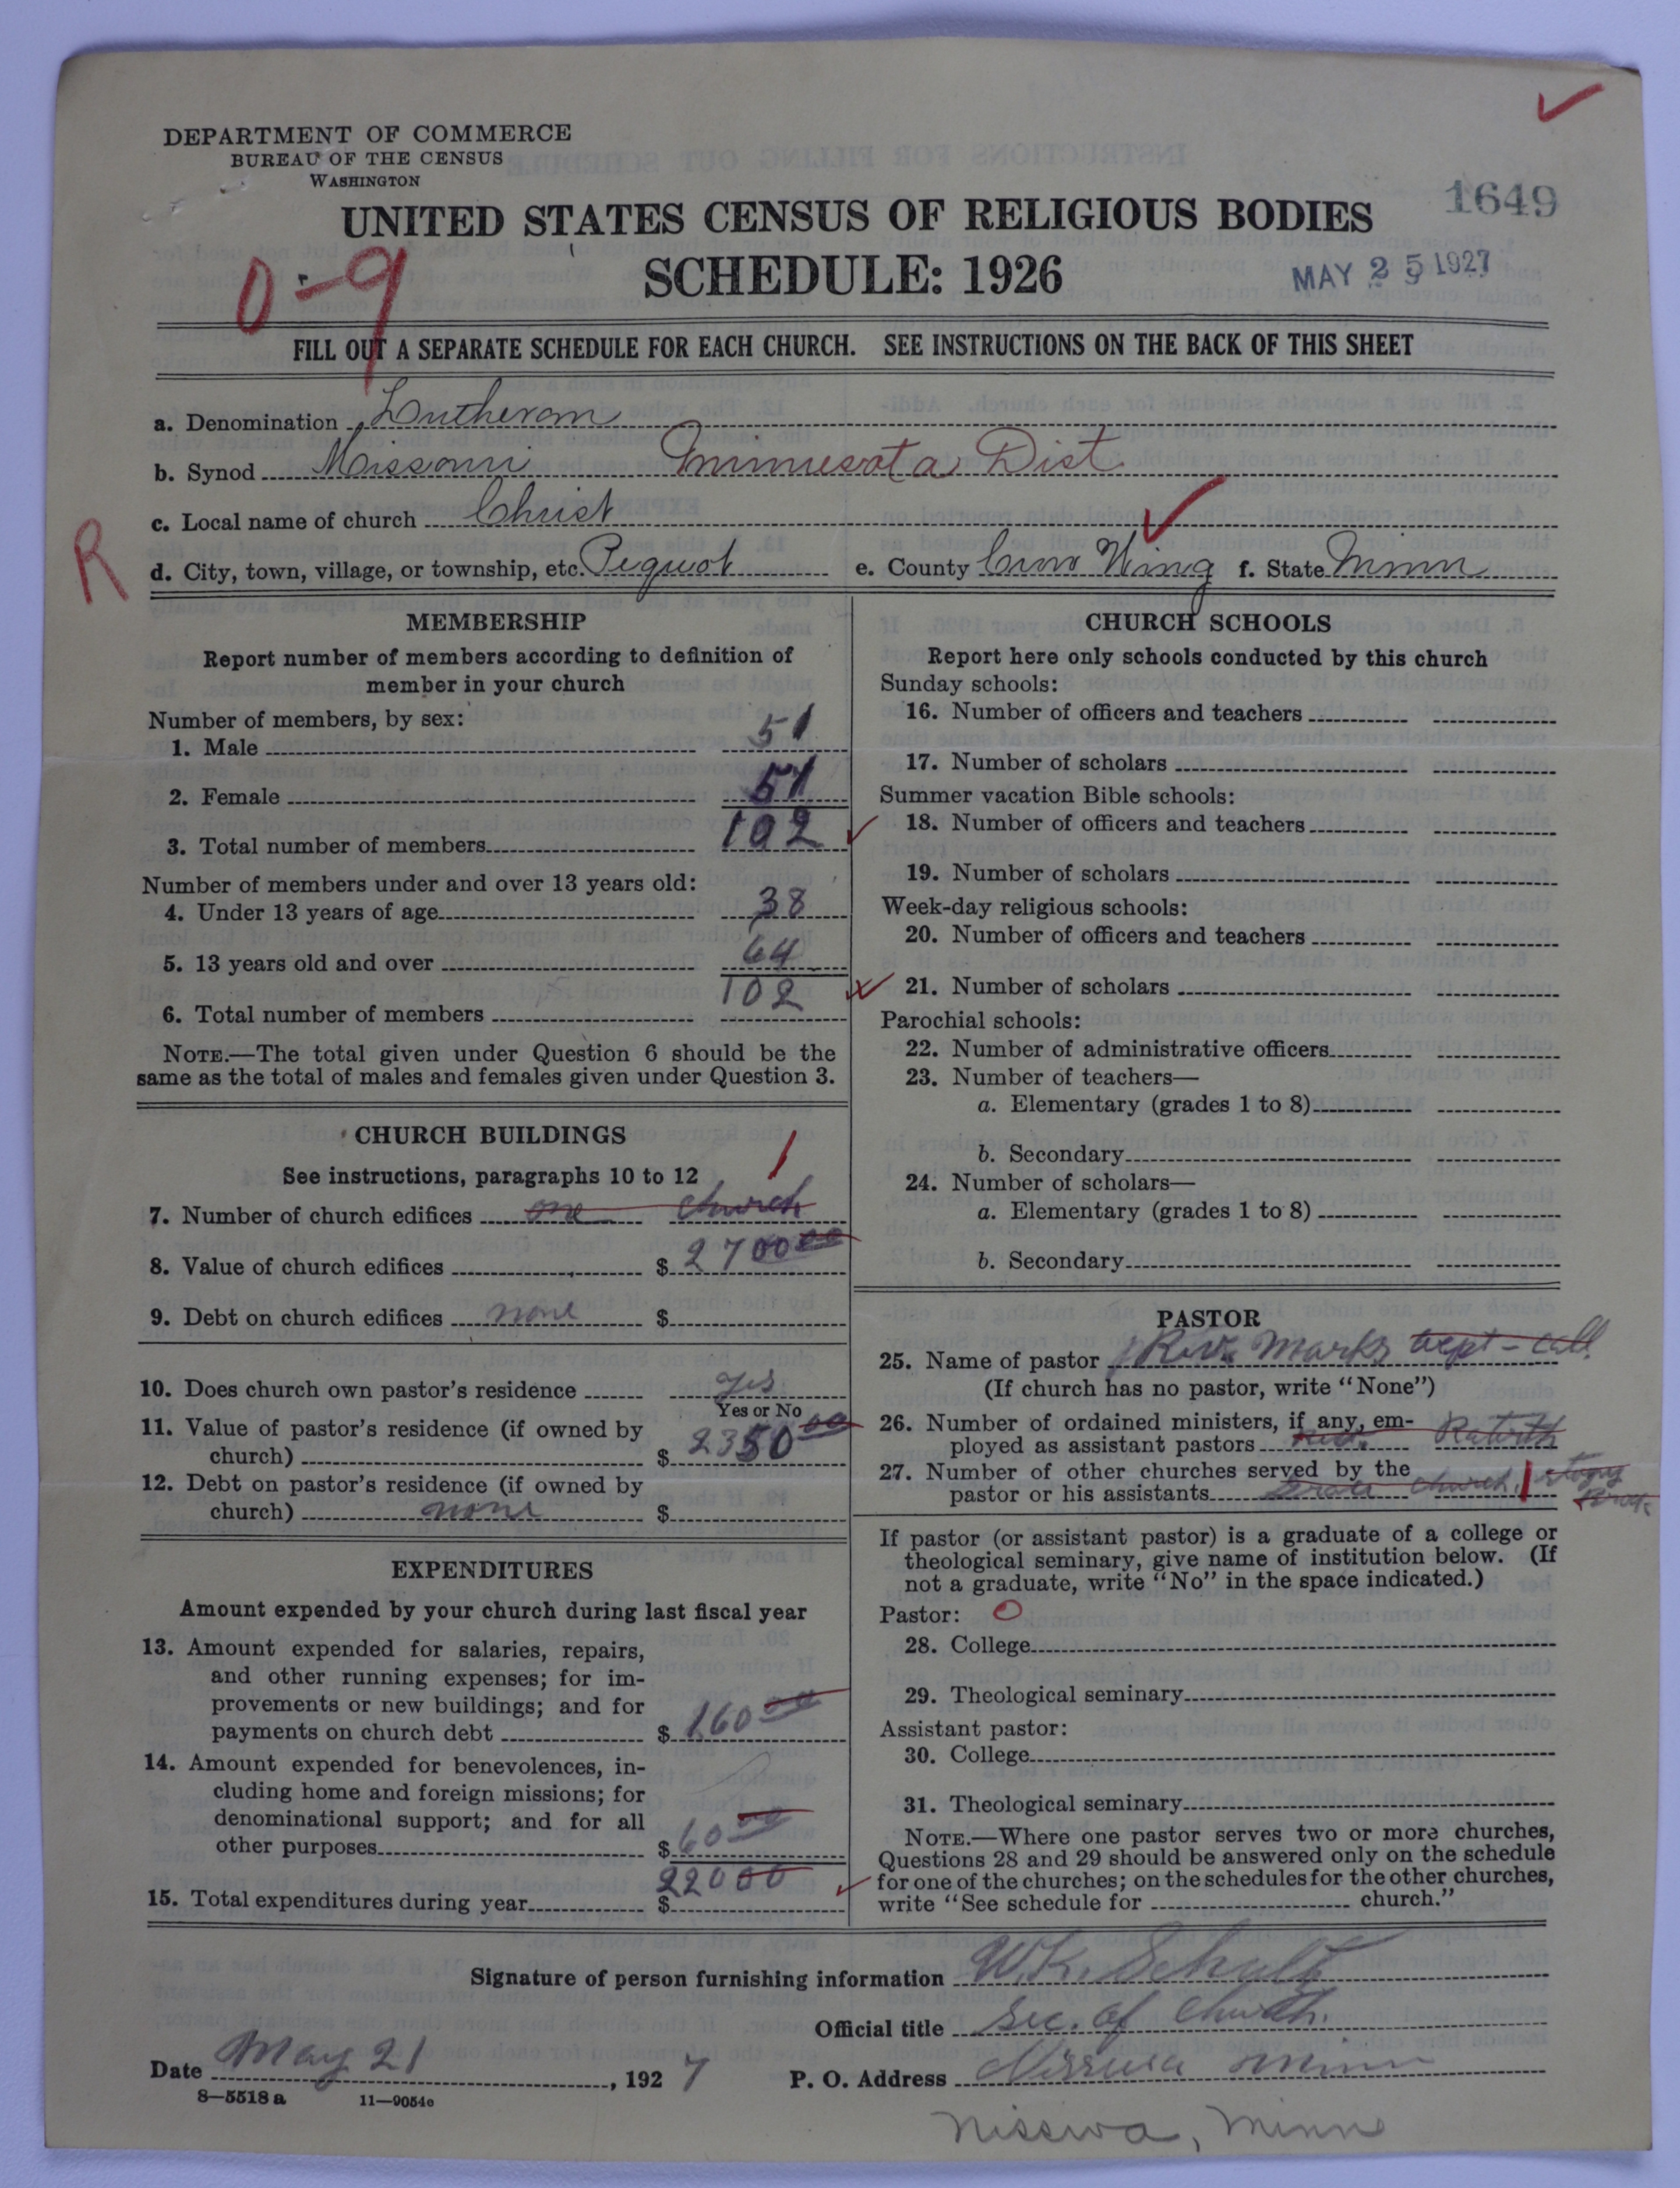 DEPARTMENT OF COMMERCE
BUREAU OF THE CENSUS
WASHINGTON
UNITED STATES CENSUS OF RELIGIOUS BODIES
1649
SCHEDULE: 1926
MAY 25 1927
0-9
FILL OUT A SEPARATE SCHEDULE FOR EACH CHURCH. SEE INSTRUCTIONS ON THE BACK OF THIS SHEET
a. Denomination Lutheran
b. Synod Missouri Minnesota Dist
c. Local name of church Christ
R
d. City, town, village, or township, etc. Pequot e. County Crow Wing f. State Minn
MEMBERSHIP
Report number of members according to definition of
member in your church
Number of members, by sex:
1. Male 51
2. Female 51
3. Total number of members 102
Number of members under and over 13 years old:
4. Under 13 years of age 38
5. 13 years old and over 64
6. Total number of members 102
NOTE.—The total given under Question 6 should be the
same as the total of males and females given under Question 3.
CHURCH BUILDINGS
See instructions, paragraphs 10 to 12 1
7. Number of church edifices one church
8. Value of church edifices $ 2700 00
9. Debt on church edifices none $
10. Does church own pastor's residence yes
Yes or No
11. Value of pastor's residence (if owned by
church) $ 2350 00
12. Debt on pastor's residence (if owned by
church) none $
EXPENDITURES
Amount expended by your church during last fiscal year
13. Amount expended for salaries, repairs,
and other running expenses; for im-
provements or new buildings; and for
payments on church debt $ 160 00
14. Amount expended for benevolences, in-
cluding home and foreign missions; for
denominational support; and for all
other purposes $ 60 00
15. Total expenditures during year $ 220 00
CHURCH SCHOOLS
Report here only schools conducted by this church
Sunday schools:
16. Number of officers and teachers
17. Number of scholars
Summer vacation Bible schools:
18. Number of officers and teachers
19. Number of scholars
Week-day religious schools:
20. Number of officers and teachers
21. Number of scholars
Parochial schools:
22. Number of administrative officers
23. Number of teachers—
a. Elementary (grades 1 to 8)
b. Secondary
24. Number of scholars—
a. Elementary (grades 1 to 8)
b. Secondary
PASTOR
25. Name of pastor Rev. Marks call
(If church has no pastor, write "None")
26. Number of ordained ministers, if any, em-
ployed as assistant pastors Rev.
27. Number of other churches served by the
pastor or his assistants church 1
If pastor (or assistant pastor) is a graduate of a college or
theological seminary, give name of institution below. (If
not a graduate, write "No" in the space indicated.)
Pastor: O
28. College
29. Theological seminary
Assistant pastor:
30. College
31. Theological seminary
NOTE.—Where one pastor serves two or more churches,
Questions 28 and 29 should be answered only on the schedule
for one of the churches; on the schedules for the other churches,
write "See schedule for church."
Signature of person furnishing information W.K. Schultz
Official title Sec. of Church.
Date May 21, 1927 P. O. Address Nisswa Minn
8—5518 a 11—9054c
Nisswa, Minn